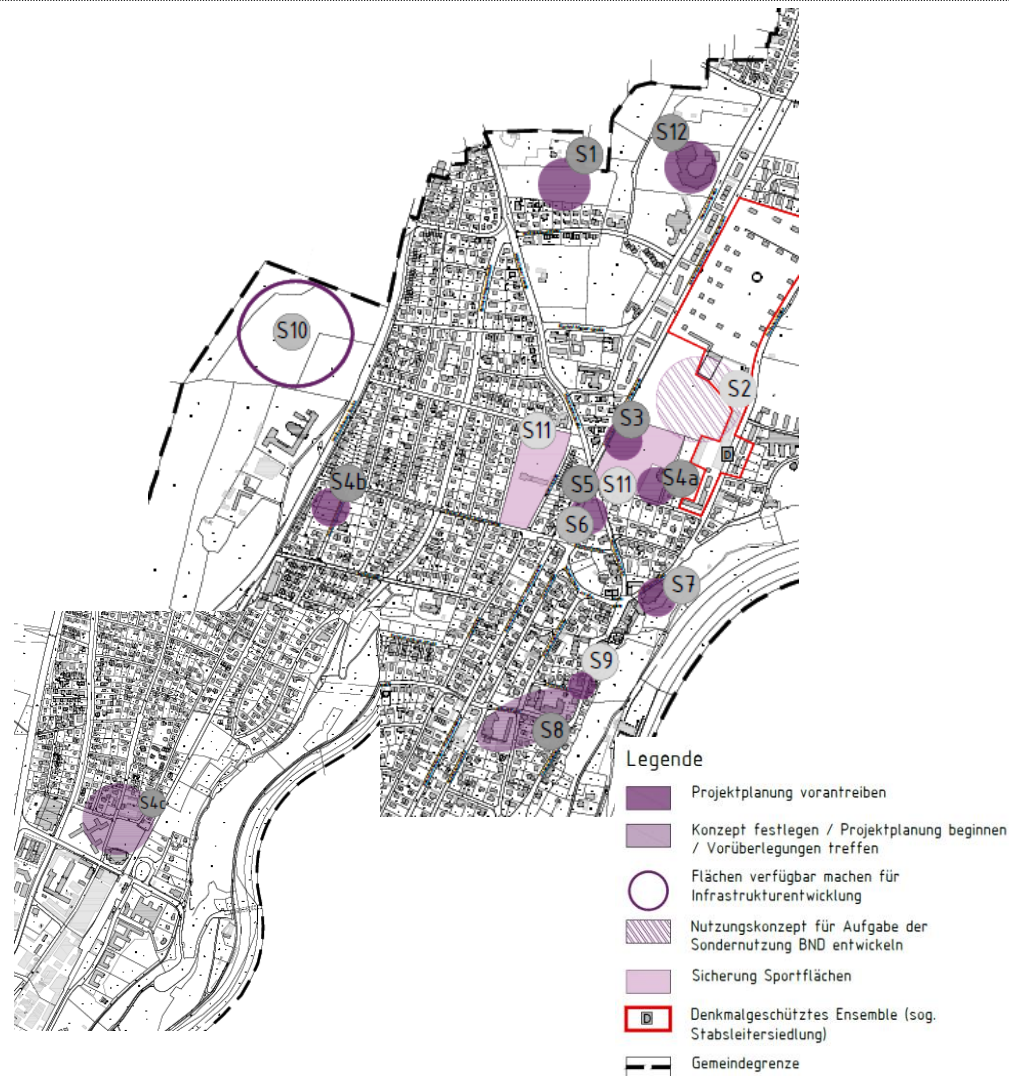 S12
S1
S10
S2
S3
S11
S4b
S5
S11
S4a
S6
D
S7
S9
S8
S4c
Legende
Projektplanung vorantreiben
Konzept festlegen / Projektplanung beginnen
/ Vorüberlegungen treffen
Flächen verfügbar machen für
Infrastrukturentwicklung
Nutzungskonzept für Aufgabe der
Sondernutzung BND entwickeln
Sicherung Sportflächen
D
Denkmalgeschütztes Ensemble (sog.
Stabsleitersiedlung)
Gemeindegrenze